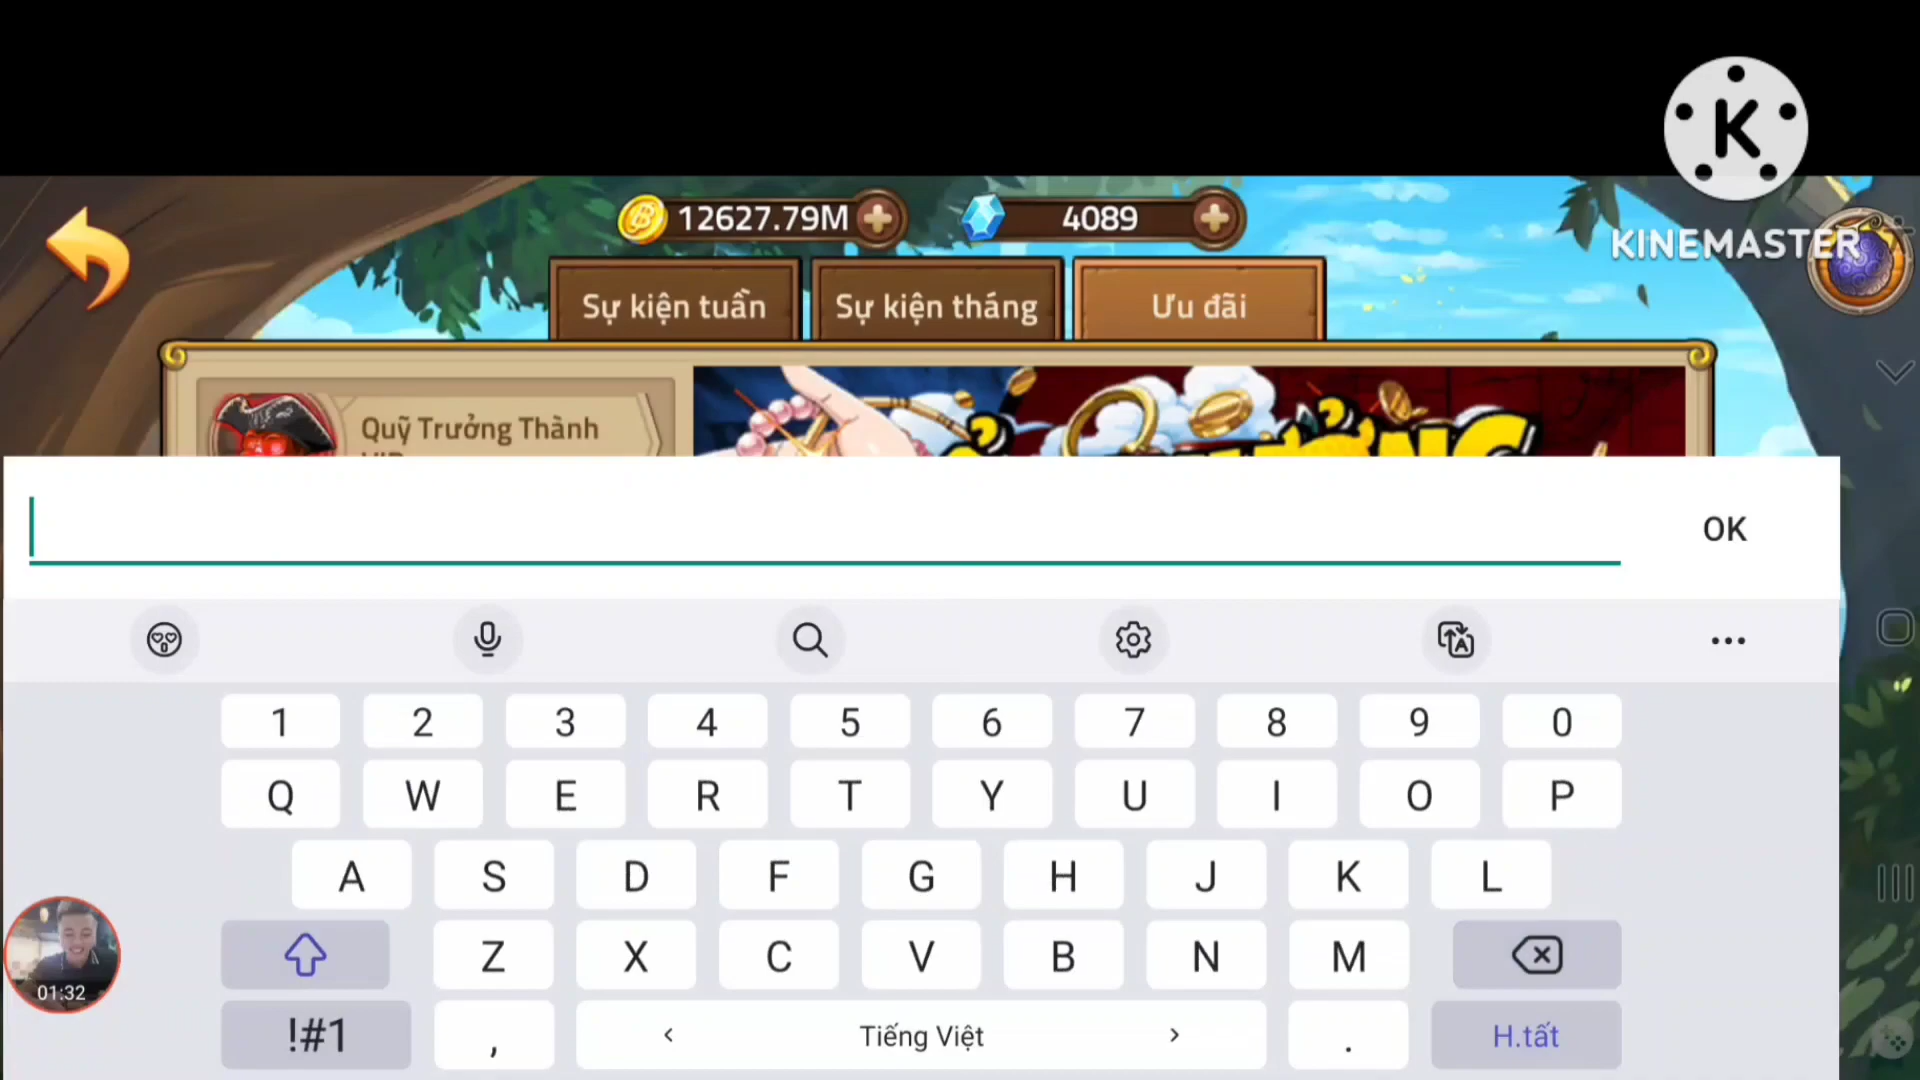 K
KINEMASTER
12627.79M
4089
Sự kiện tuần
Sự kiện tháng
Ưu đãi
Quỹ Trưởng Thành
OK
1 2 3 4 5 6 7 8 9 0
Q W E R T Y U I O P
A S D F G H J K L
Z X C V B N M
01:32
!#1 , < Tiếng Việt > . H.tất